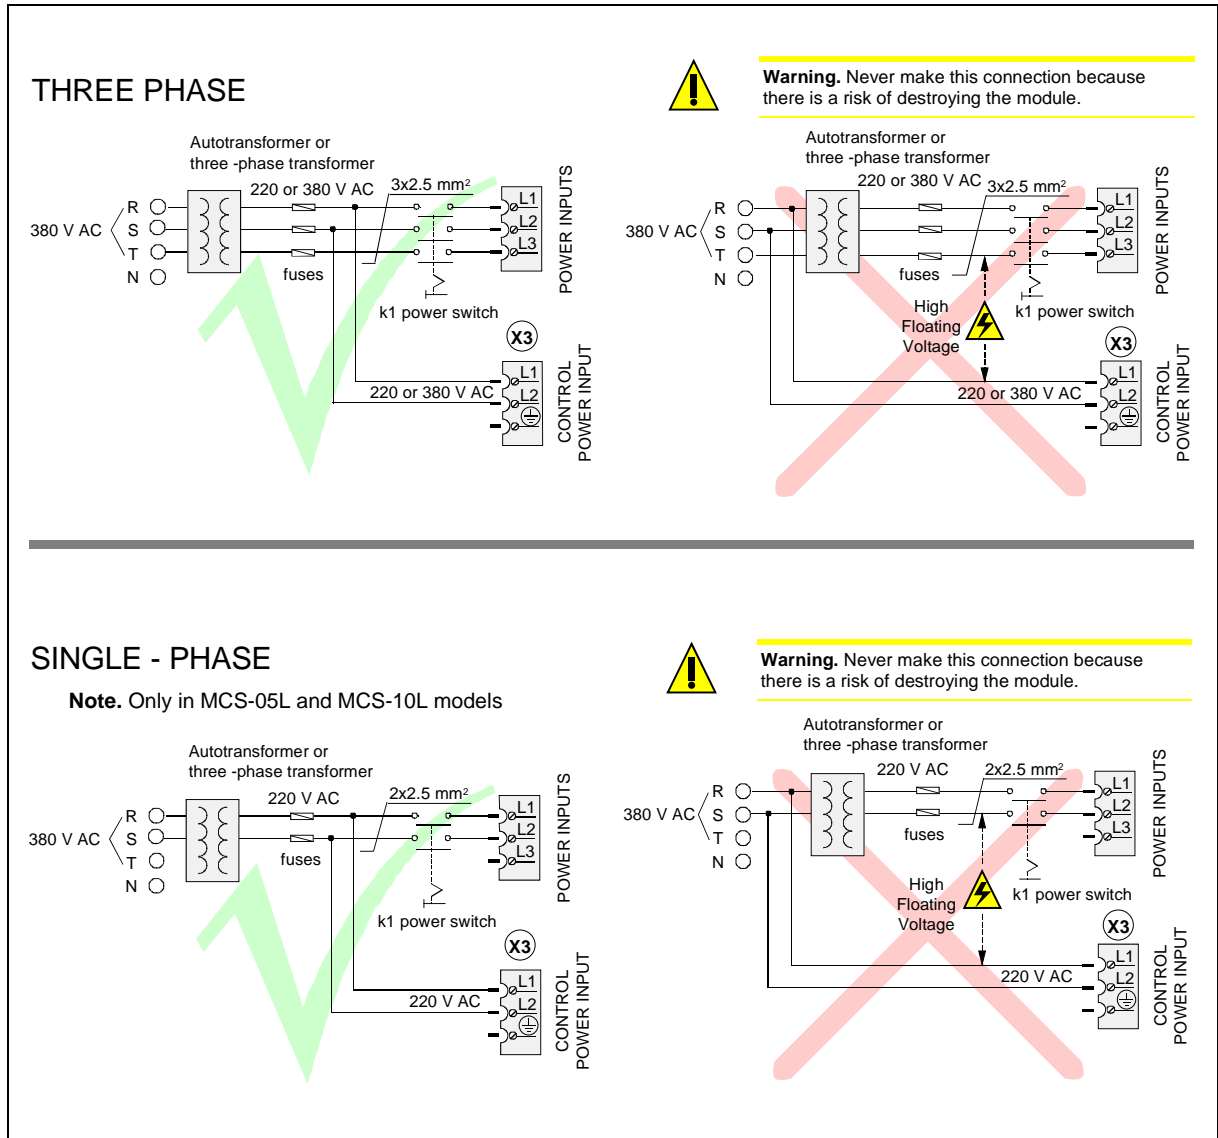 THREE PHASE
Autotransformer or
three -phase transformer
220 or 380 V AC
3x2.5 mm²
R
S
T
N
380 V AC
fuses
k1 power switch
L1
L2
L3
POWER INPUTS
X3
220 or 380 V AC
L1
L2
CONTROL
POWER INPUT
Warning. Never make this connection because
there is a risk of destroying the module.
Autotransformer or
three -phase transformer
220 or 380 V AC
3x2.5 mm²
R
S
T
N
380 V AC
fuses
k1 power switch
L1
L2
L3
POWER INPUTS
High
Floating
Voltage
X3
220 or 380 V AC
L1
L2
CONTROL
POWER INPUT
SINGLE - PHASE
Note. Only in MCS-05L and MCS-10L models
Autotransformer or
three -phase transformer
220 V AC
2x2.5 mm²
R
S
T
N
380 V AC
fuses
k1 power switch
L1
L2
L3
POWER INPUTS
X3
220 V AC
L1
L2
CONTROL
POWER INPUT
Warning. Never make this connection because
there is a risk of destroying the module.
Autotransformer or
three -phase transformer
220 V AC
2x2.5 mm²
R
S
T
N
380 V AC
fuses
k1 power switch
L1
L2
L3
POWER INPUTS
High
Floating
Voltage
X3
220 V AC
L1
L2
CONTROL
POWER INPUT